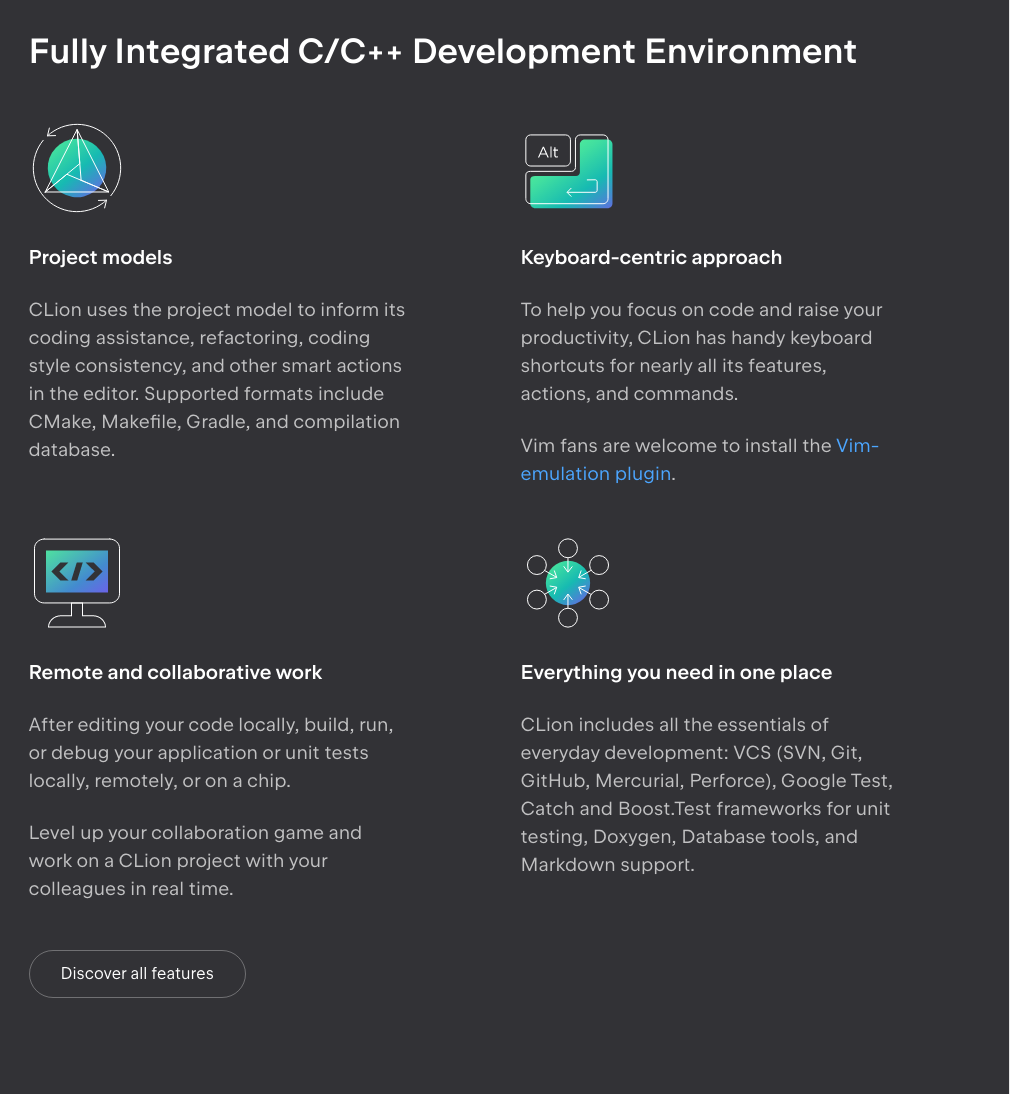 Fully Integrated C/C++ Development Environment
Alt
Project models
CLion uses the project model to inform its
coding assistance, refactoring, coding
style consistency, and other smart actions
in the editor. Supported formats include
CMake, Makefile, Gradle, and compilation
database.
Keyboard-centric approach
To help you focus on code and raise your
productivity, CLion has handy keyboard
shortcuts for nearly all its features,
actions, and commands.
Vim fans are welcome to install the Vim-
emulation plugin.
</>
Remote and collaborative work
After editing your code locally, build, run,
or debug your application or unit tests
locally, remotely, or on a chip.
Level up your collaboration game and
work on a CLion project with your
colleagues in real time.
Everything you need in one place
CLion includes all the essentials of
everyday development: VCS (SVN, Git,
GitHub, Mercurial, Perforce), Google Test,
Catch and Boost.Test frameworks for unit
testing, Doxygen, Database tools, and
Markdown support.
Discover all features